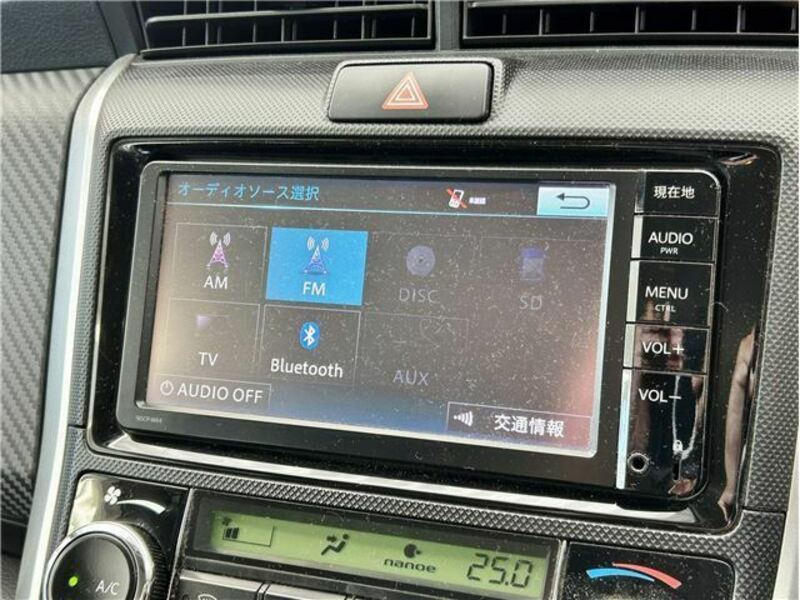 オーディオソース選択
現在地
AM
FM
DISC
SD
AUDIO
PWR
MENU
CTRL
TV
Bluetooth
AUX
VOL+
VOL−
AUDIO OFF
交通情報
A/C
nanoe
25.0